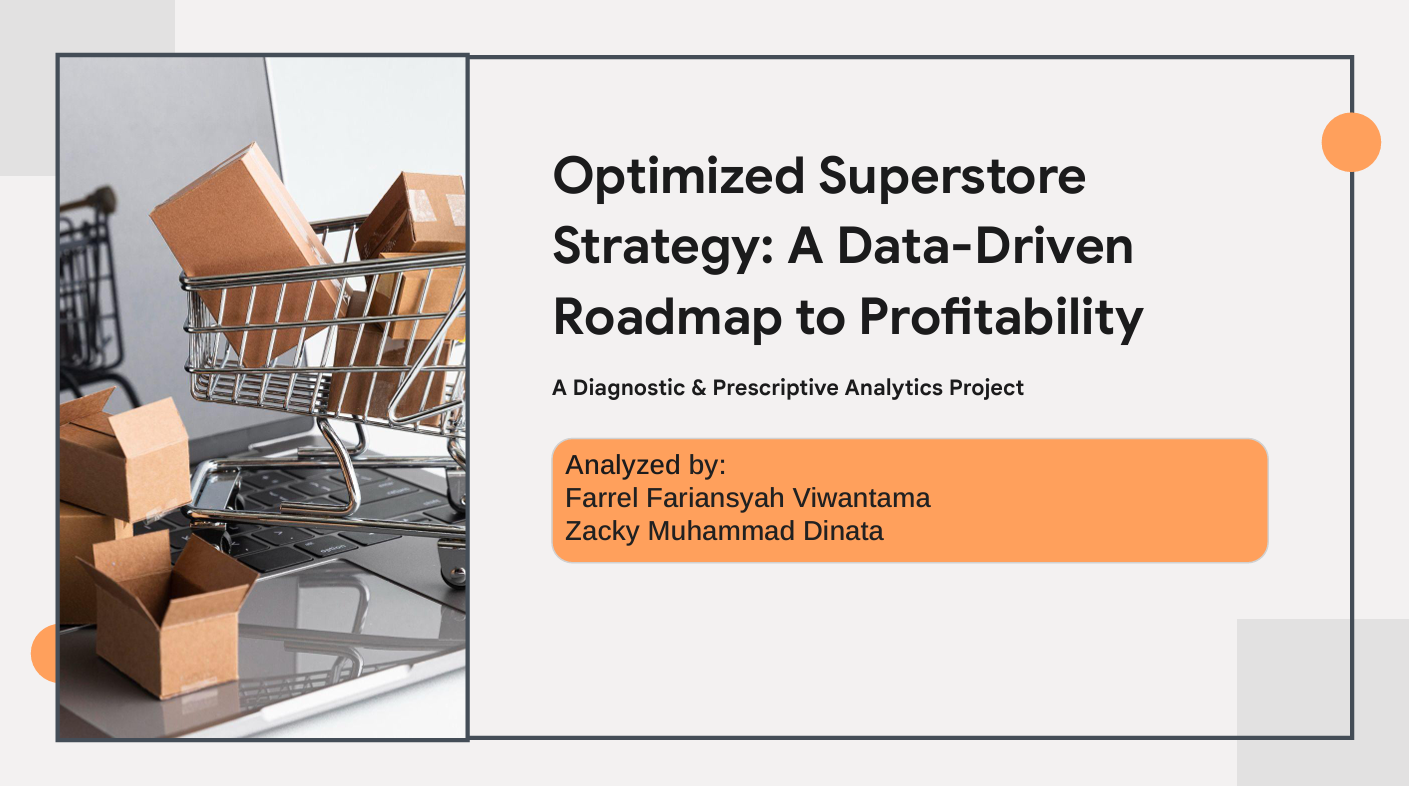 Optimized Superstore
Strategy: A Data-Driven
Roadmap to Profitability
A Diagnostic & Prescriptive Analytics Project
Analyzed by:
Farrel Fariansyah Viwantama
Zacky Muhammad Dinata
option